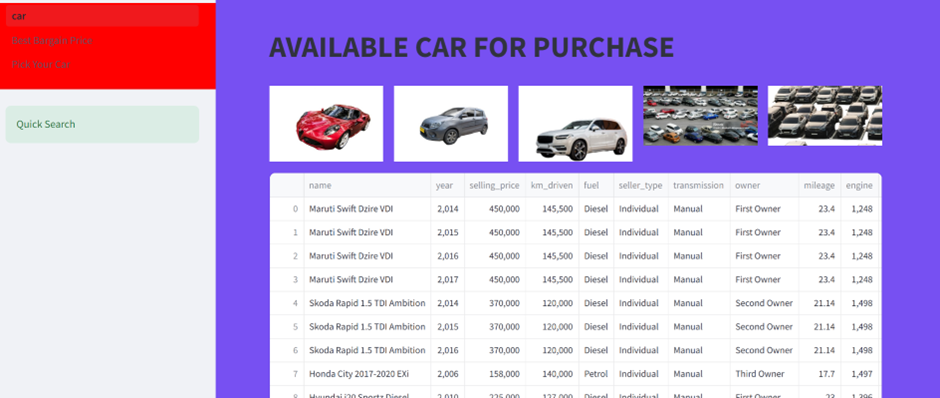 car
Best Bargain Price
Pick Your Car
Quick Search
AVAILABLE CAR FOR PURCHASE
name year selling_price km_driven fuel seller_type transmission owner mileage engine
0 Maruti Swift Dzire VDI 2,014 450,000 145,500 Diesel Individual Manual First Owner 23.4 1,248
1 Maruti Swift Dzire VDI 2,015 450,000 145,500 Diesel Individual Manual First Owner 23.4 1,248
2 Maruti Swift Dzire VDI 2,016 450,000 145,500 Diesel Individual Manual First Owner 23.4 1,248
3 Maruti Swift Dzire VDI 2,017 450,000 145,500 Diesel Individual Manual First Owner 23.4 1,248
4 Skoda Rapid 1.5 TDI Ambition 2,014 370,000 120,000 Diesel Individual Manual Second Owner 21.14 1,498
5 Skoda Rapid 1.5 TDI Ambition 2,015 370,000 120,000 Diesel Individual Manual Second Owner 21.14 1,498
6 Skoda Rapid 1.5 TDI Ambition 2,016 370,000 120,000 Diesel Individual Manual Second Owner 21.14 1,498
7 Honda City 2017-2020 EXi 2,006 158,000 140,000 Petrol Individual Manual Third Owner 17.7 1,497
8 Hyundai i20 Sportz Diesel 2,010 225,000 127,000 Diesel Individual Manual First Owner 23 1,396